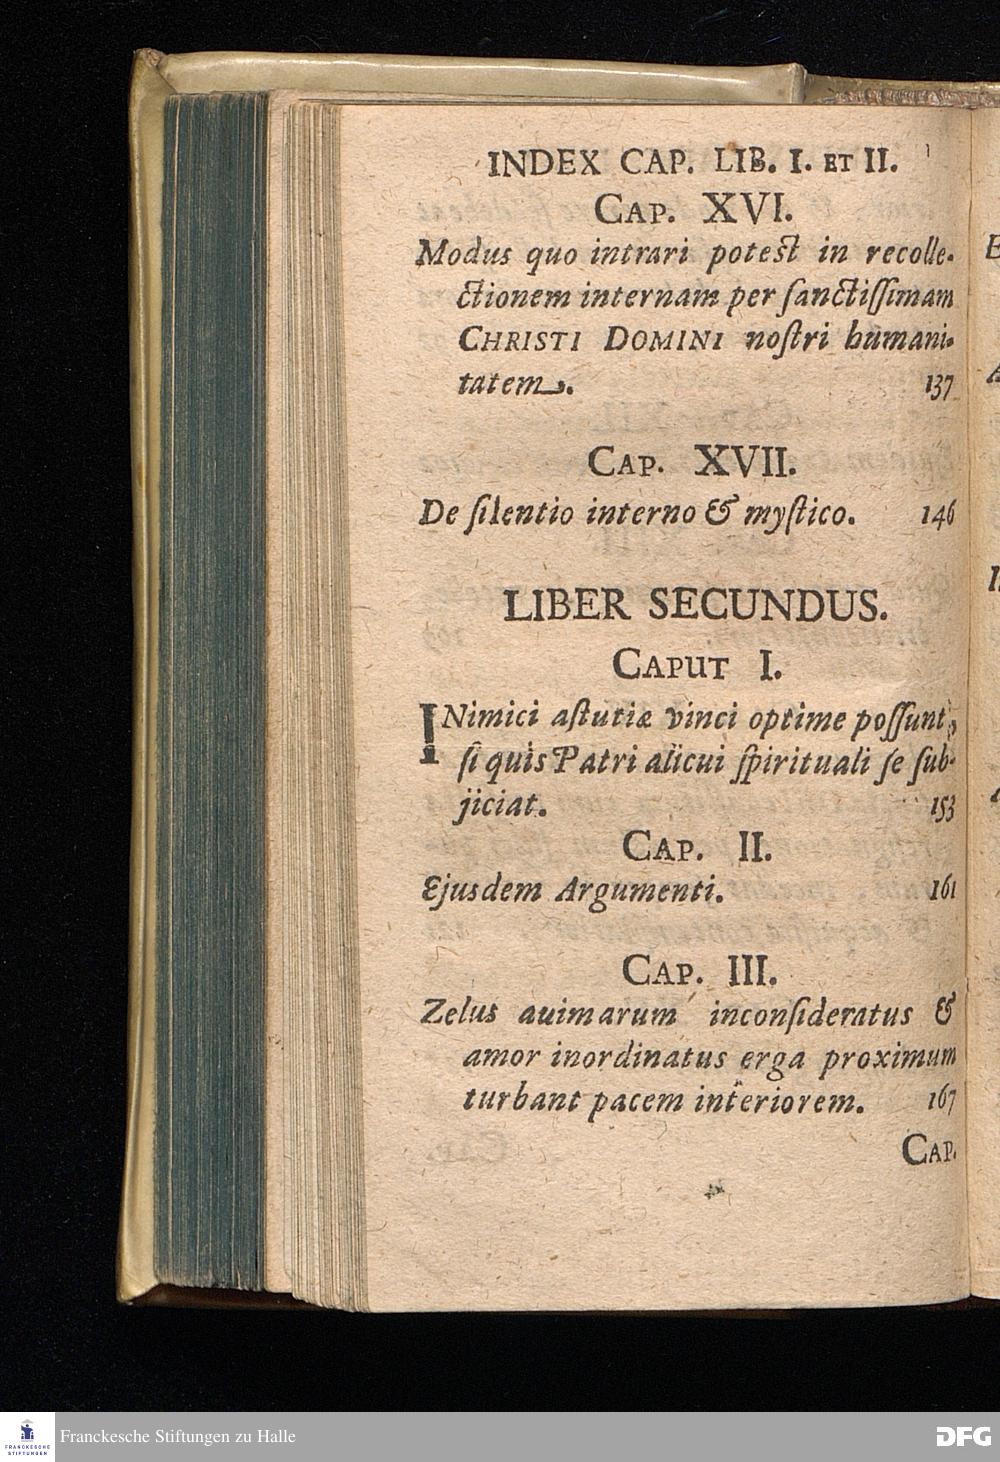 INDEX CAP. LIB. I. ET II.
CAP. XVI.
Modus quo intrari potest in recolle-
ctionem internam per ſanctiſſimam
CHRISTI DOMINI noſtri humani-
tatem. 137
CAP. XVII.
De ſilentio interno & myſtico. 146
LIBER SECUNDUS.
CAPUT I.
INimici aſtutiæ vinci optime poſſunt,
ſi quis Patri alicui ſpirituali ſe ſub-
jiciat. 153
CAP. II.
Ejusdem Argumenti. 161
CAP. III.
Zelus auimarum inconſideratus &
amor inordinatus erga proximum
turbant pacem interiorem. 167
CAP.
FRANCKESCHE
STIFTUNGEN
Franckesche Stiftungen zu Halle
DFG